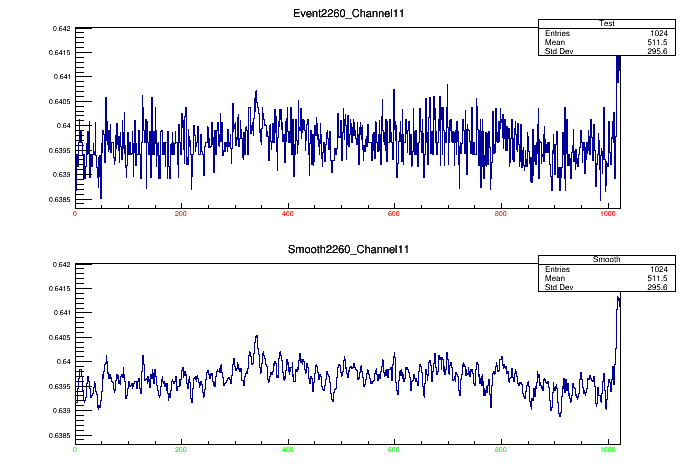 Event2260_Channel11
Test
Entries 1024
Mean 511.5
Std Dev 295.6
0.642
0.6415
0.641
0.6405
0.64
0.6395
0.639
0.6385
0 200 400 600 800 1000
Smooth2260_Channel11
Smooth
Entries 1024
Mean 511.5
Std Dev 295.6
0.642
0.6415
0.641
0.6405
0.64
0.6395
0.639
0.6385
0 200 400 600 800 1000